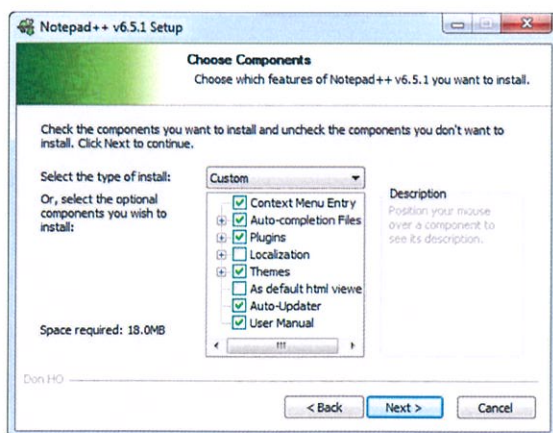 Notepad++ v6.5.1 Setup
Choose Components
Choose which features of Notepad++ v6.5.1 you want to install.
Check the components you want to install and uncheck the components you don't want to
install. Click Next to continue.
Select the type of install:
Custom
Or, select the optional
components you wish to
install:
Context Menu Entry
Auto-completion Files
Plugins
Localization
Themes
As default html viewe
Auto-Updater
User Manual
Description
Position your mouse
over a component to
see its description.
Space required: 18.0MB
Don HO
< Back
Next >
Cancel